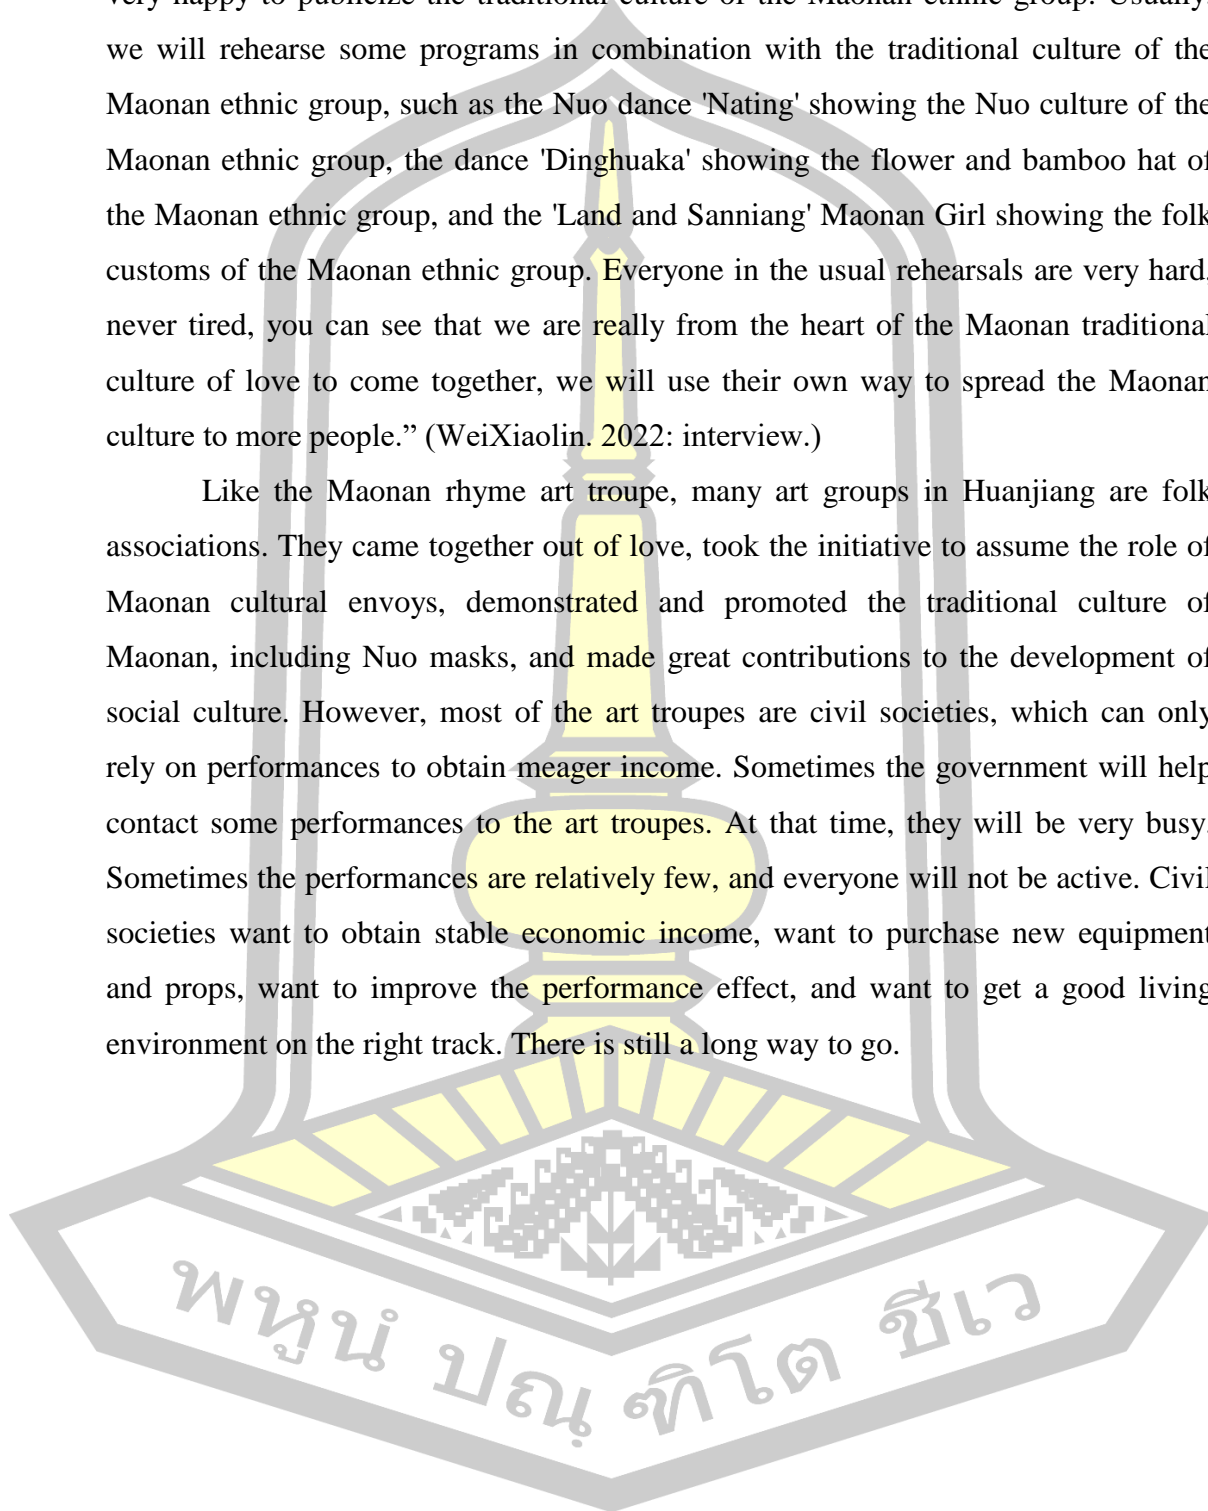 very happy to publicize the traditional culture of the Maonan ethnic group. Usually,
we will rehearse some programs in combination with the traditional culture of the
Maonan ethnic group, such as the Nuo dance 'Nating' showing the Nuo culture of the
Maonan ethnic group, the dance 'Dinghuaka' showing the flower and bamboo hat of
the Maonan ethnic group, and the 'Land and Sanniang' Maonan Girl showing the folk
customs of the Maonan ethnic group. Everyone in the usual rehearsals are very hard,
never tired, you can see that we are really from the heart of the Maonan traditional
culture of love to come together, we will use their own way to spread the Maonan
culture to more people.” (WeiXiaolin. 2022: interview.)
Like the Maonan rhyme art troupe, many art groups in Huanjiang are folk
associations. They came together out of love, took the initiative to assume the role of
Maonan cultural envoys, demonstrated and promoted the traditional culture of
Maonan, including Nuo masks, and made great contributions to the development of
social culture. However, most of the art troupes are civil societies, which can only
rely on performances to obtain meager income. Sometimes the government will help
contact some performances to the art troupes. At that time, they will be very busy.
Sometimes the performances are relatively few, and everyone will not be active. Civil
societies want to obtain stable economic income, want to purchase new equipment
and props, want to improve the performance effect, and want to get a good living
environment on the right track. There is still a long way to go.
พหูนํ ปณฺ ฑิโต ชีเว